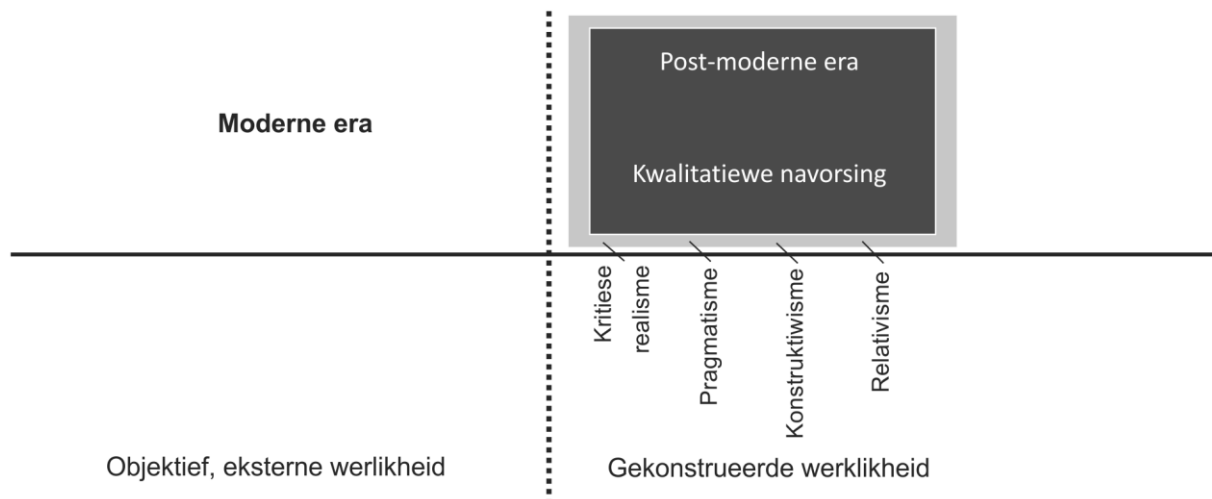 Post-moderne era
Moderne era
Kwalitatiewe navorsing
Kritiese
realisme
Pragmatisme
Konstruktiwisme
Relativisme
Objektief, eksterne werlikheid
Gekonstrueerde werklikheid